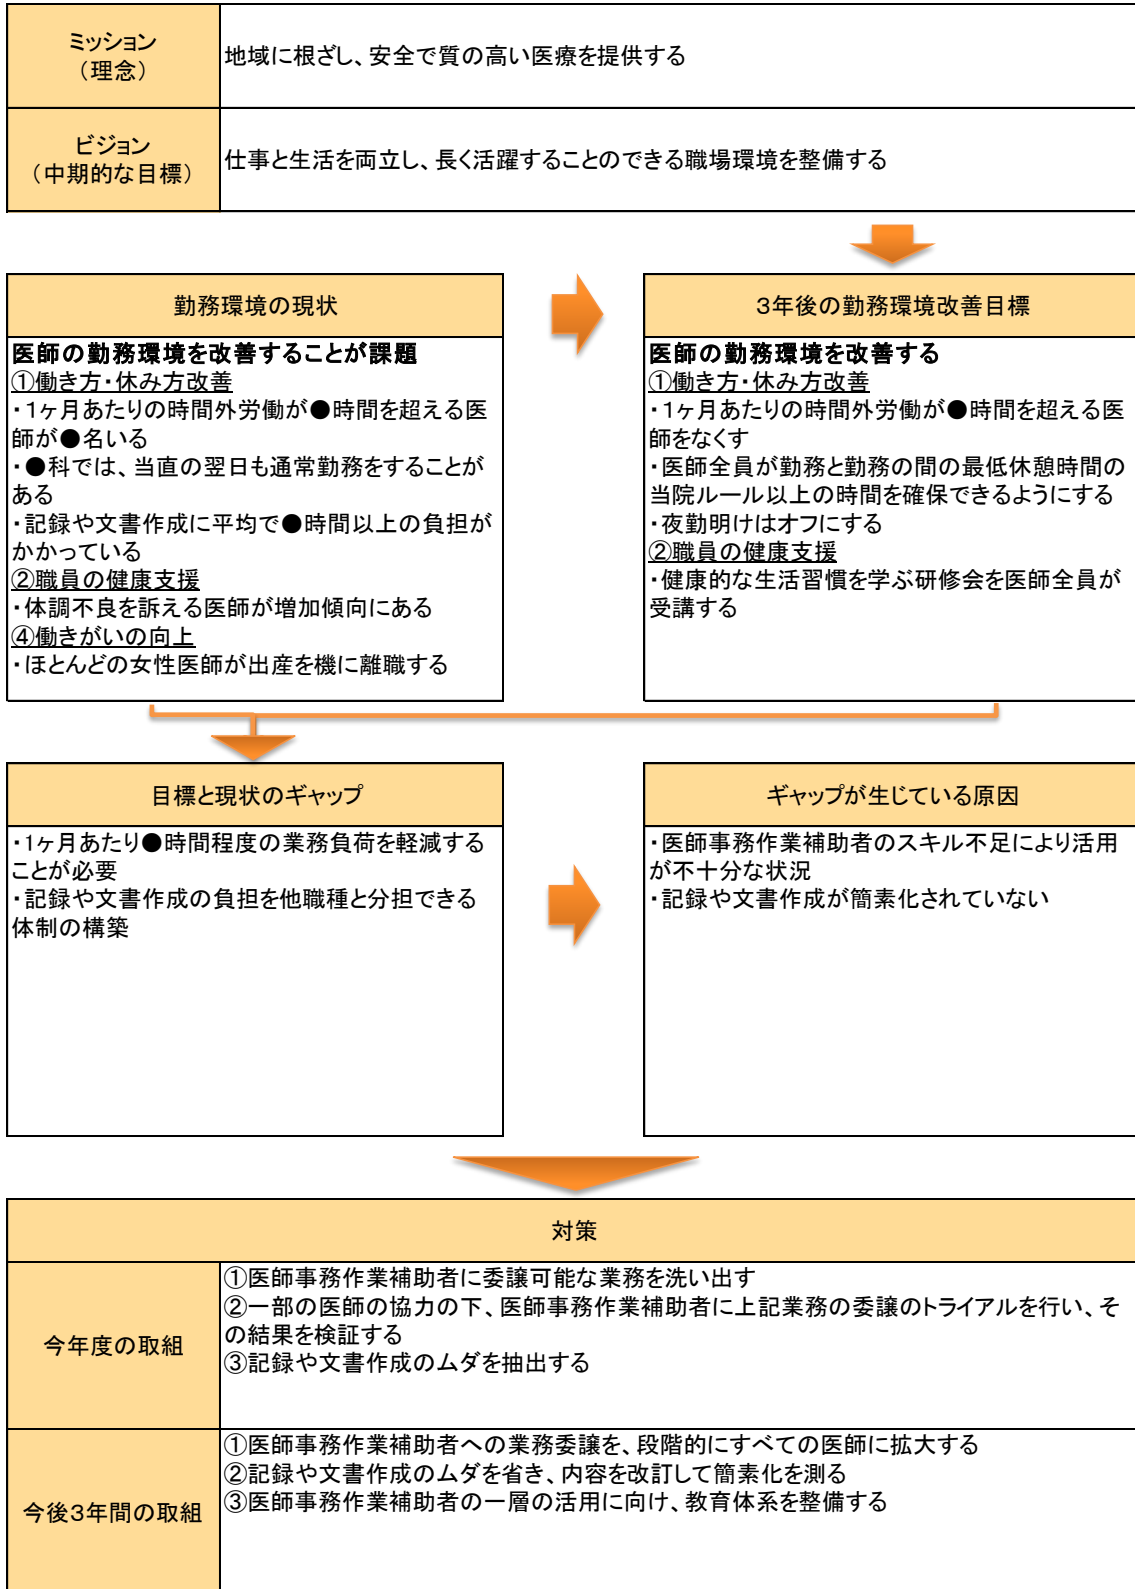 ミッション
（理念）
地域に根ざし、安全で質の高い医療を提供する
ビジョン
（中期的な目標）
仕事と生活を両立し、長く活躍することのできる職場環境を整備する
勤務環境の現状
医師の勤務環境を改善することが課題
①働き方・休み方改善
・1ヶ月あたりの時間外労働が●時間を超える医
師が●名いる
・●科では、当直の翌日も通常勤務をすることが
ある
・記録や文書作成に平均で●時間以上の負担が
かかっている
②職員の健康支援
・体調不良を訴える医師が増加傾向にある
④働きがいの向上
・ほとんどの女性医師が出産を機に離職する
３年後の勤務環境改善目標
医師の勤務環境を改善する
①働き方・休み方改善
・1ヶ月あたりの時間外労働が●時間を超える医
師をなくす
・医師全員が勤務と勤務の間の最低休憩時間の
当院ルール以上の時間を確保できるようにする
・夜勤明けはオフにする
②職員の健康支援
・健康的な生活習慣を学ぶ研修会を医師全員が
受講する
目標と現状のギャップ
・1ヶ月あたり●時間程度の業務負荷を軽減する
ことが必要
・記録や文書作成の負担を他職種と分担できる
体制の構築
ギャップが生じている原因
・医師事務作業補助者のスキル不足により活用
が不十分な状況
・記録や文書作成が簡素化されていない
対策
今年度の取組
①医師事務作業補助者に委譲可能な業務を洗い出す
②一部の医師の協力の下、医師事務作業補助者に上記業務の委譲のトライアルを行い、そ
の結果を検証する
③記録や文書作成のムダを抽出する
今後３年間の取組
①医師事務作業補助者への業務委譲を、段階的にすべての医師に拡大する
②記録や文書作成のムダを省き、内容を改訂して簡素化を測る
③医師事務作業補助者の一層の活用に向け、教育体系を整備する